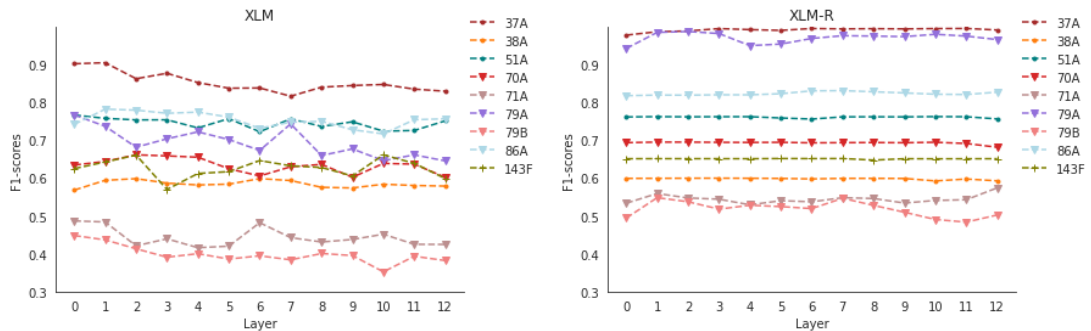 XLM
F1-scores
0.9
0.8
0.7
0.6
0.5
0.4
0.3
0 1 2 3 4 5 6 7 8 9 10 11 12
Layer
37A
38A
51A
70A
71A
79A
79B
86A
143F
XLM-R
F1-scores
0.9
0.8
0.7
0.6
0.5
0.4
0.3
0 1 2 3 4 5 6 7 8 9 10 11 12
Layer
37A
38A
51A
70A
71A
79A
79B
86A
143F